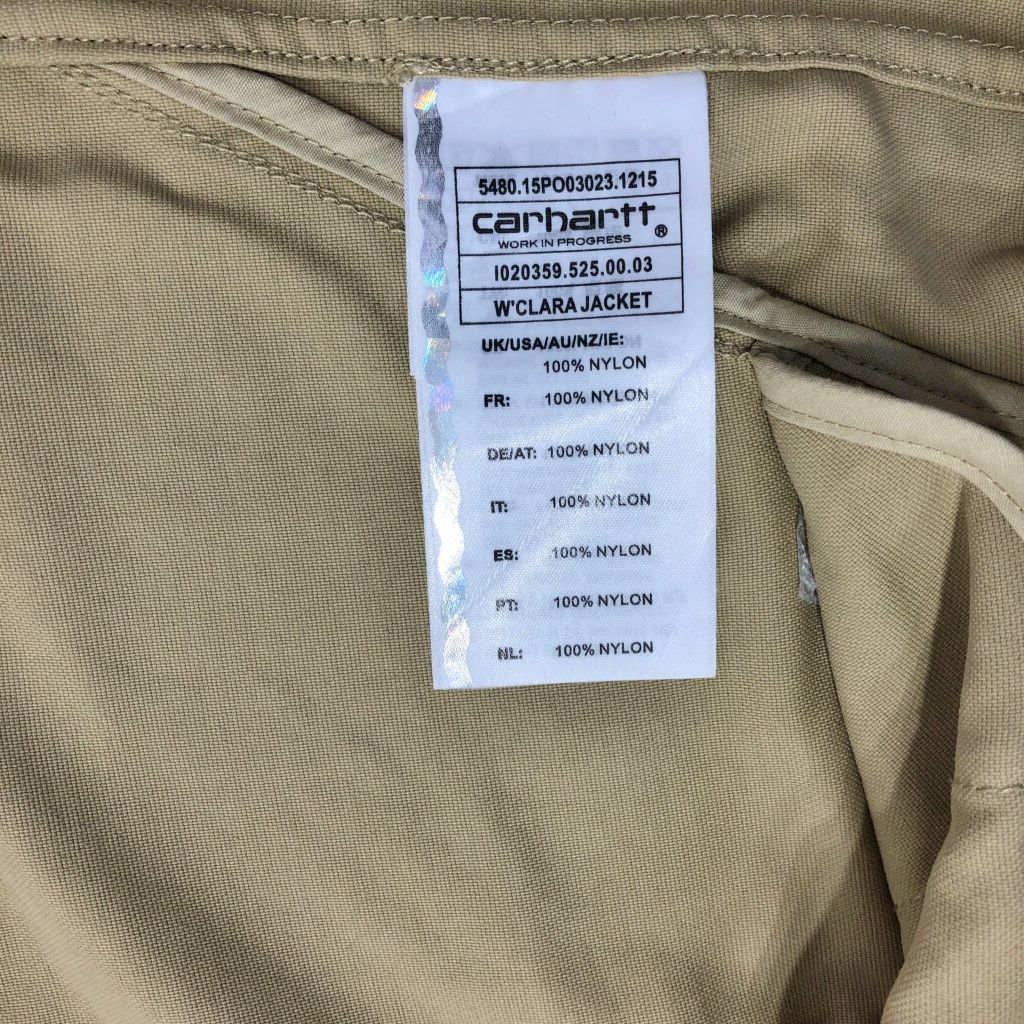 5480.15PO03023.1215
carhartt®
WORK IN PROGRESS
I020359.525.00.03
W'CLARA JACKET
UK/USA/AU/NZ/IE:
100% NYLON
FR: 100% NYLON
DE/AT: 100% NYLON
IT: 100% NYLON
ES: 100% NYLON
PT: 100% NYLON
NL: 100% NYLON